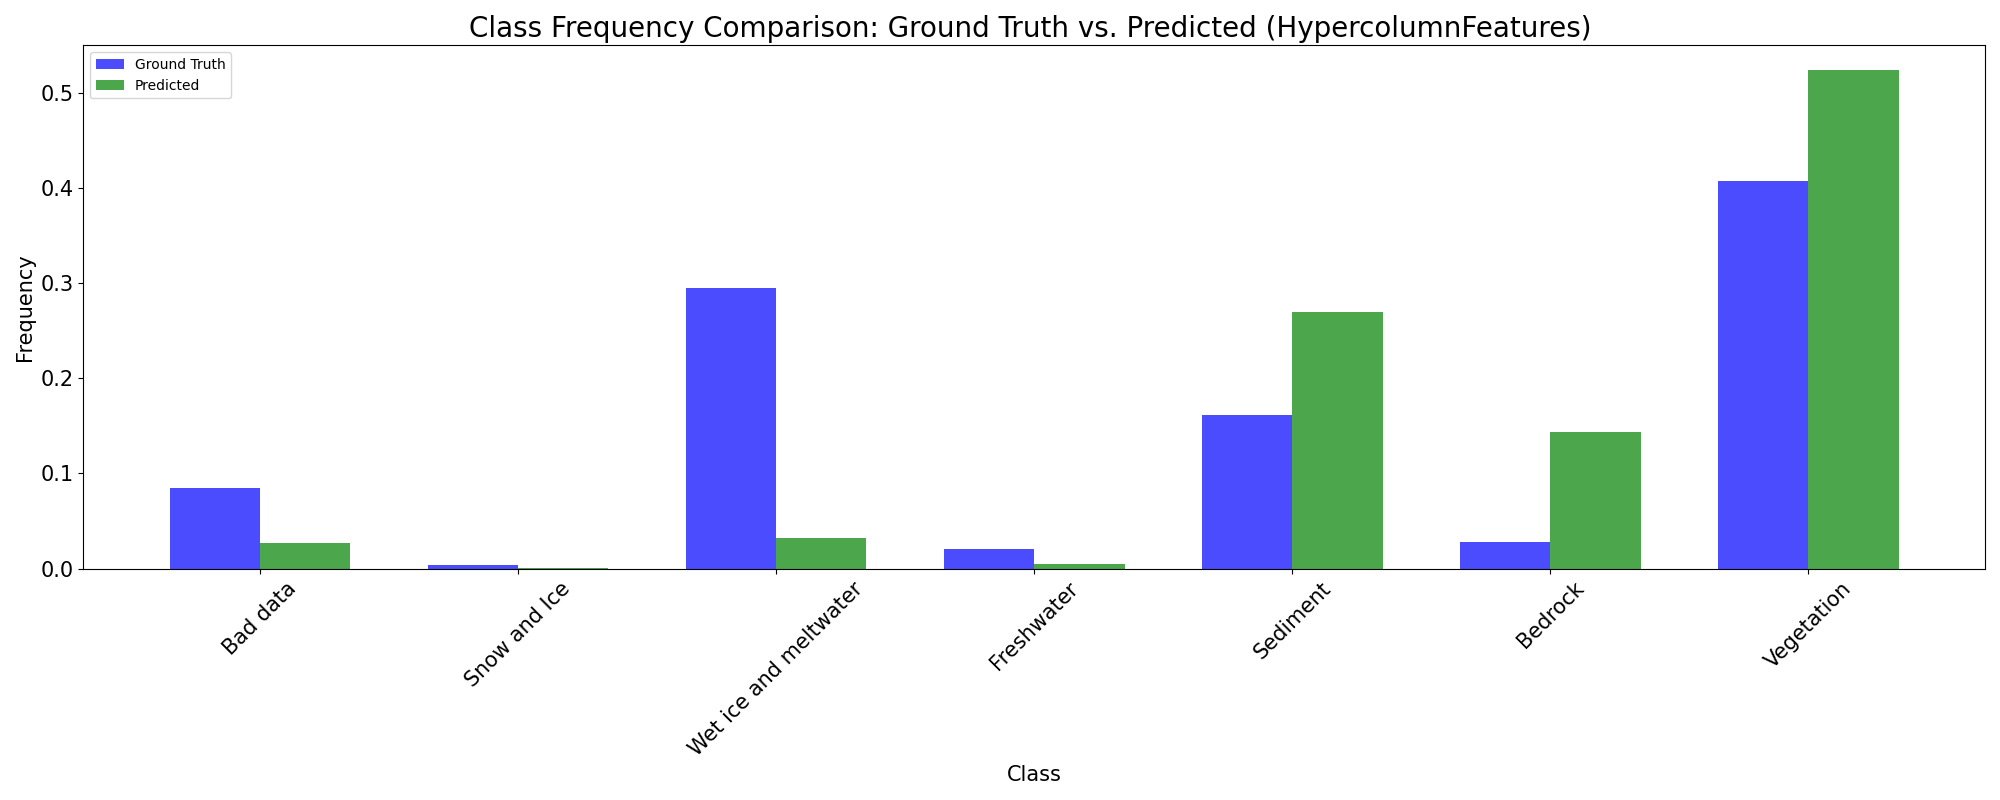 Class Frequency Comparison: Ground Truth vs. Predicted (HypercolumnFeatures)
Ground Truth
Predicted
Frequency
0.5
0.4
0.3
0.2
0.1
0.0
Bad data
Snow and Ice
Wet ice and meltwater
Freshwater
Sediment
Bedrock
Vegetation
Class